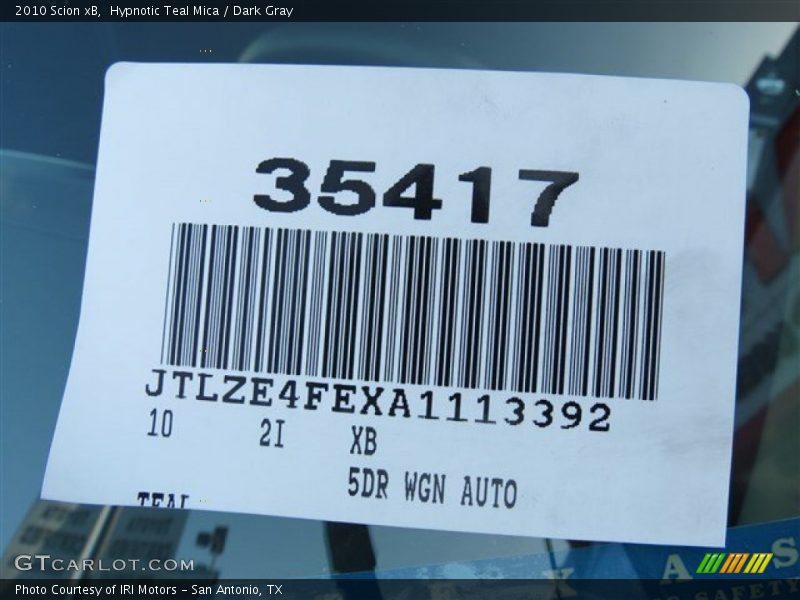 2010 Scion xB, Hypnotic Teal Mica / Dark Gray
35417
JTLZE4FEXA1113392
10 2I XB
5DR WGN AUTO
TEAL
GTCARLOT.COM
Photo Courtesy of IRI Motors - San Antonio, TX